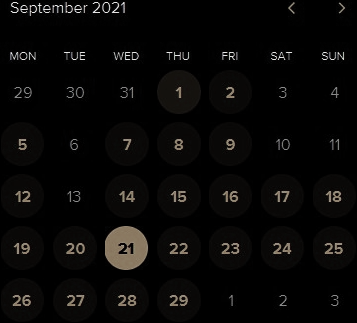 September 2021
MON TUE WED THU FRI SAT SUN
29 30 31 1 2 3 4
5 6 7 8 9 10 11
12 13 14 15 16 17 18
19 20 21 22 23 24 25
26 27 28 29 1 2 3